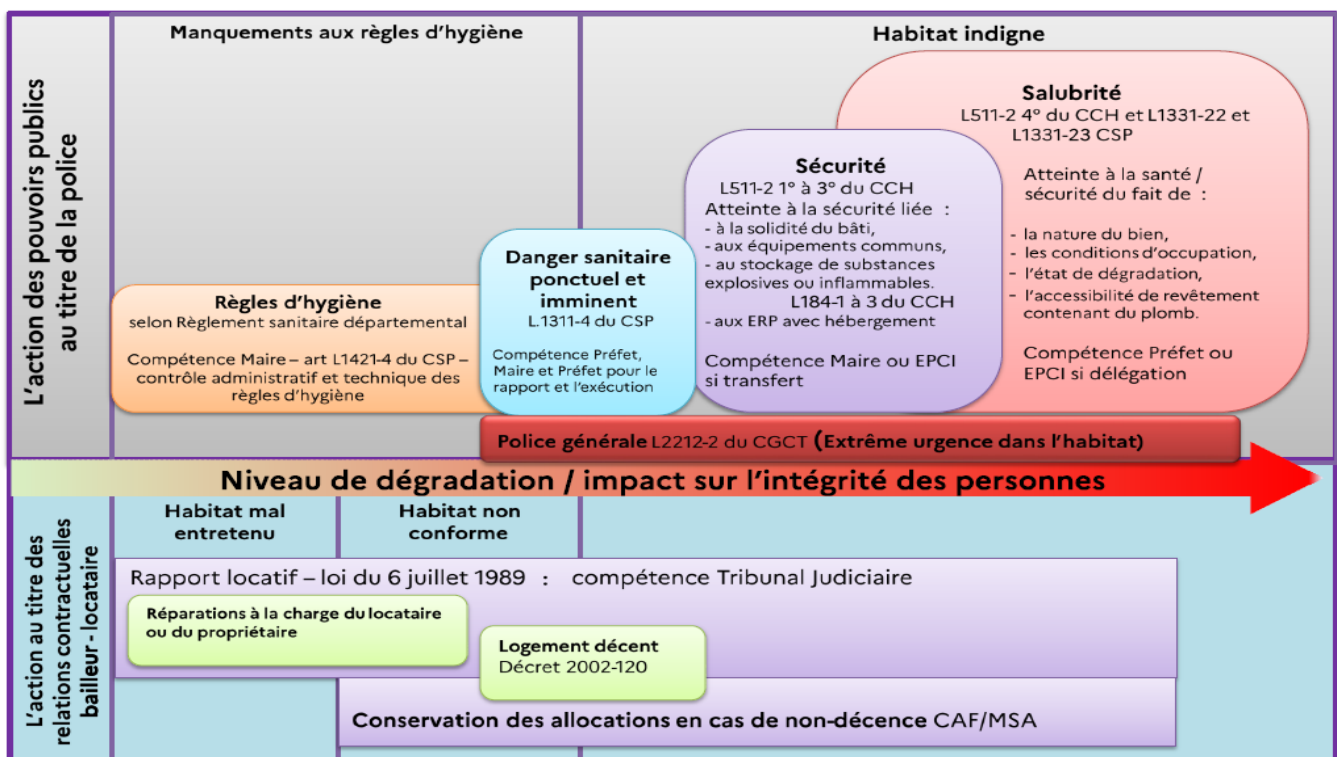 L'action des pouvoirs publics
au titre de la police
Manquements aux règles d'hygiène
Habitat indigne
Salubrité
L511-2 4° du CCH et L1331-22 et
L1331-23 CSP
Atteinte à la santé /
sécurité du fait de :
- la nature du bien,
- les conditions d'occupation,
- l'état de dégradation,
- l'accessibilité de revêtement
contenant du plomb.
Compétence Préfet ou
EPCI si délégation
Sécurité
L511-2 1° à 3° du CCH
Atteinte à la sécurité liée :
- à la solidité du bâti,
- aux équipements communs,
- au stockage de substances
explosives ou inflammables.
L184-1 à 3 du CCH
- aux ERP avec hébergement
Compétence Maire ou EPCI
si transfert
Danger sanitaire
ponctuel et
imminent
L.1311-4 du CSP
Compétence Préfet,
Maire et Préfet pour le
rapport et l'exécution
Règles d'hygiène
selon Règlement sanitaire départemental
Compétence Maire – art L1421-4 du CSP –
contrôle administratif et technique des
règles d'hygiène
Police générale L2212-2 du CGCT (Extrême urgence dans l'habitat)
Niveau de dégradation / impact sur l'intégrité des personnes
L'action au titre des
relations contractuelles
bailleur - locataire
Habitat mal
entretenu
Habitat non
conforme
Rapport locatif – loi du 6 juillet 1989 : compétence Tribunal Judiciaire
Réparations à la charge du locataire
ou du propriétaire
Logement décent
Décret 2002-120
Conservation des allocations en cas de non-décence CAF/MSA